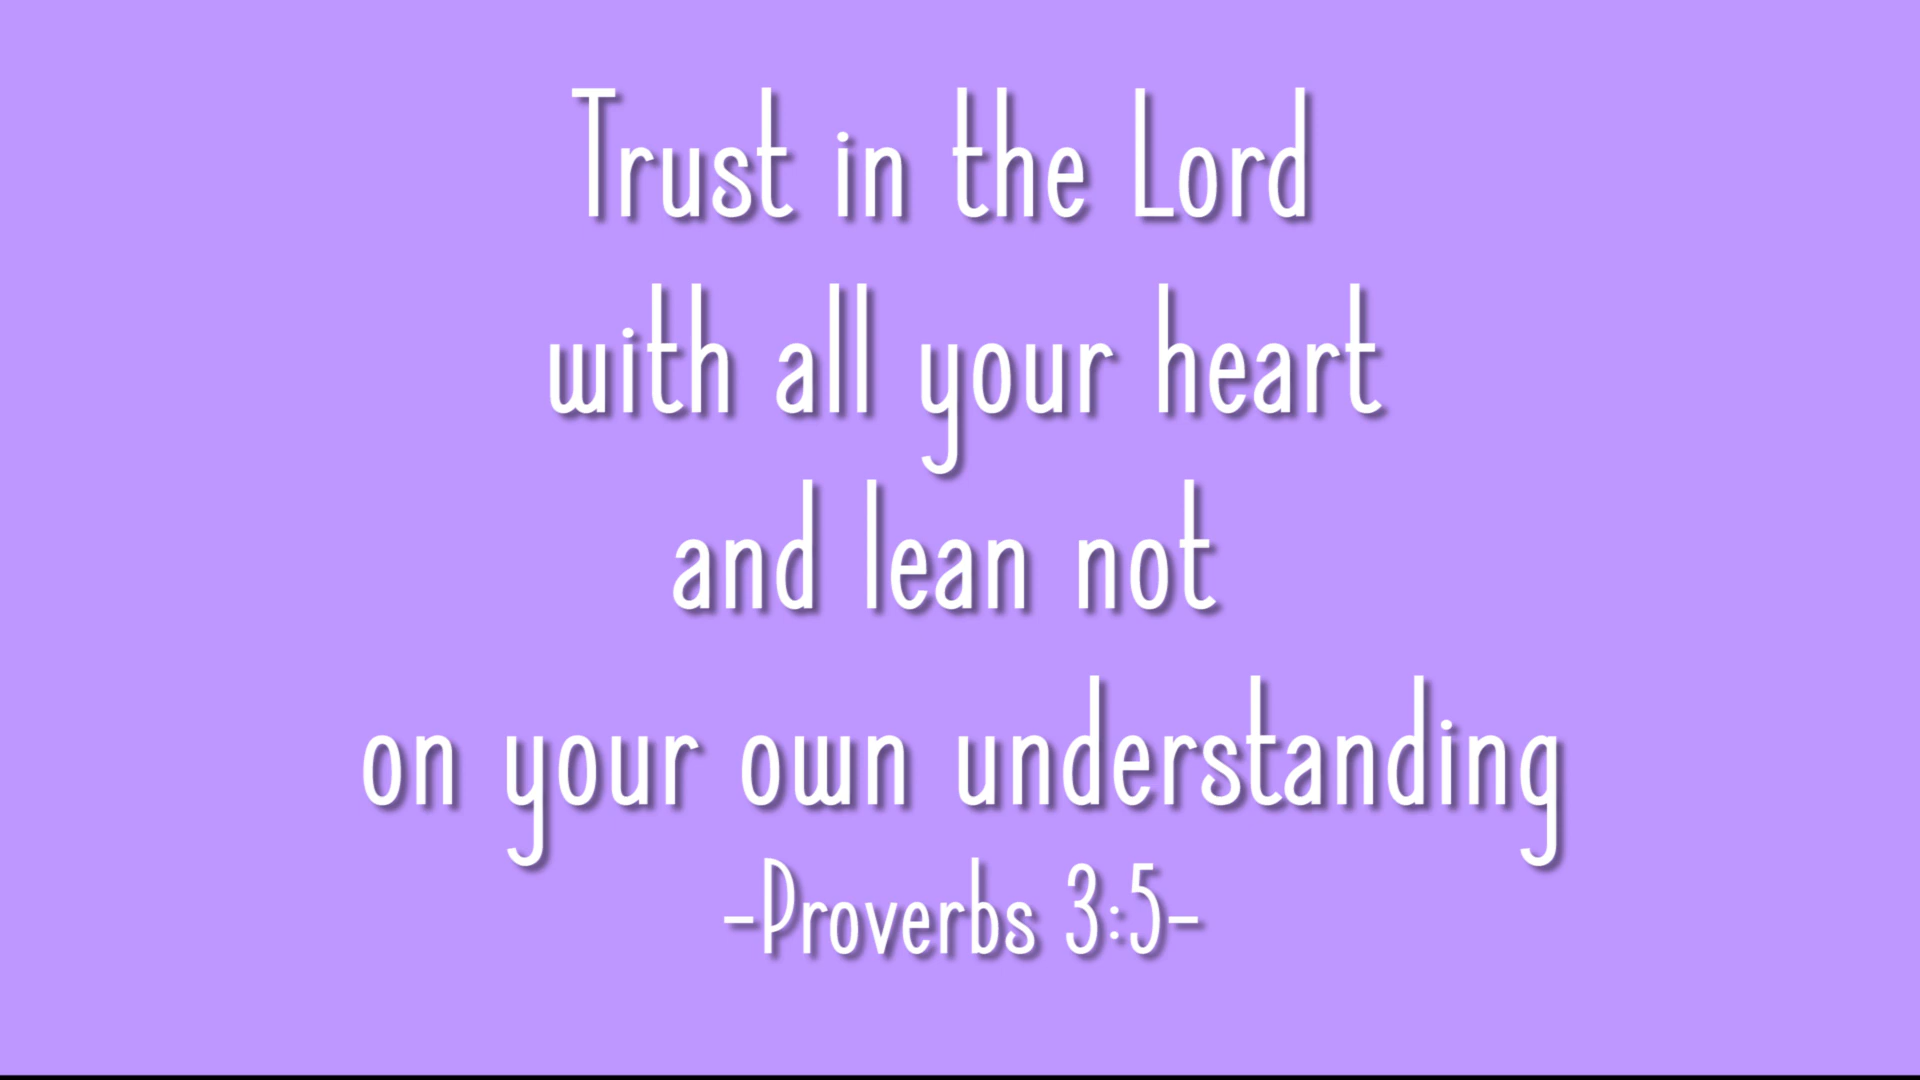 Trust in the Lord
with all your heart
and lean not
on your own understanding
-Proverbs 3:5-